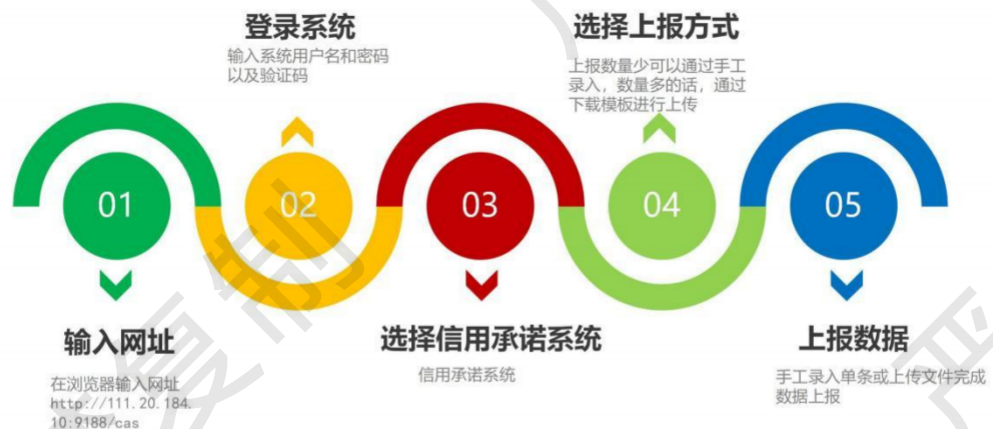 登录系统
输入系统用户名和密码
以及验证码
选择上报方式
上报数量少可以通过手工
录入，数量多的话，通过
下载模板进行上传
01
02
03
04
05
输入网址
在浏览器输入网址
http://111.20.184.
10:9188/cas
选择信用承诺系统
信用承诺系统
上报数据
手工录入单条或上传文件完成
数据上报
复制
严